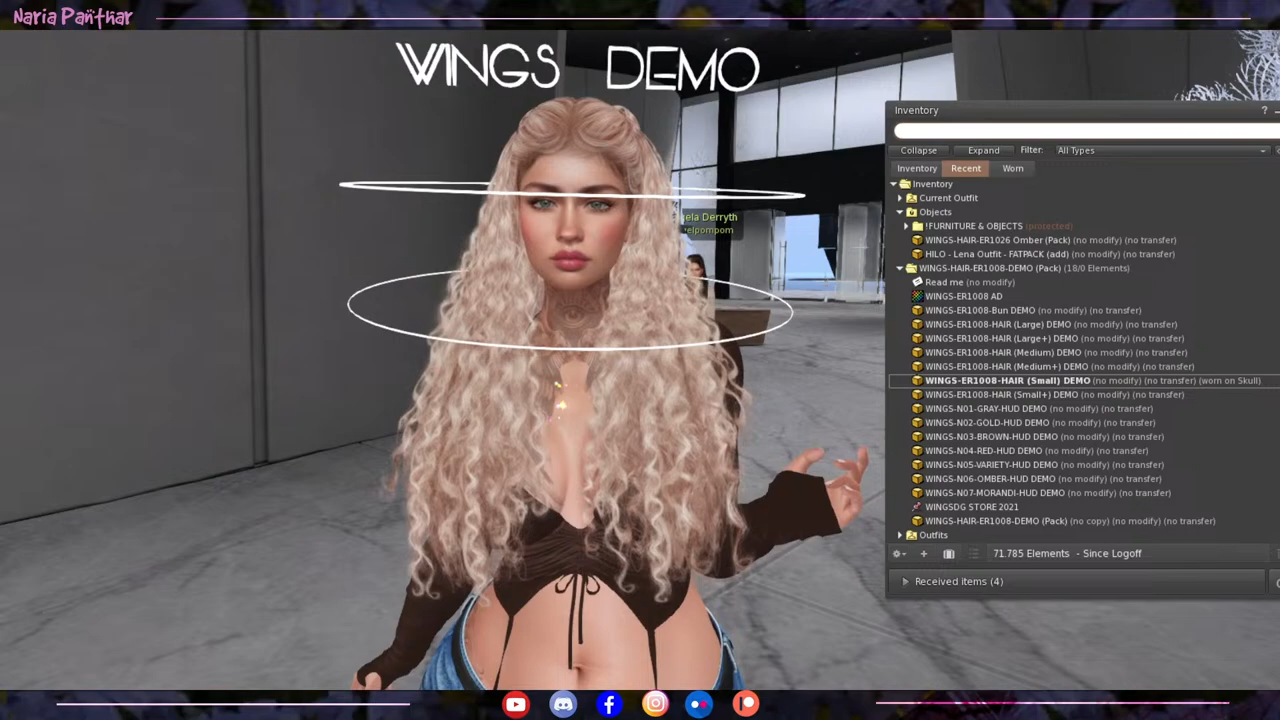 Naria Panthar
WINGS DEMO
ela Derryth
elpompom
Inventory
?
Collapse Expand Filter: All Types
Inventory Recent Worn
Inventory
Current Outfit
Objects
!FURNITURE & OBJECTS (protected)
WINGS-HAIR-ER1026 Omber (Pack) (no modify) (no transfer)
HILO - Lena Outfit - FATPACK (add) (no modify) (no transfer)
WINGS-HAIR-ER1008-DEMO (Pack) (18/0 Elements)
Read me (no modify)
WINGS-ER1008 AD
WINGS-ER1008-Bun DEMO (no modify) (no transfer)
WINGS-ER1008-HAIR (Large) DEMO (no modify) (no transfer)
WINGS-ER1008-HAIR (Large+) DEMO (no modify) (no transfer)
WINGS-ER1008-HAIR (Medium) DEMO (no modify) (no transfer)
WINGS-ER1008-HAIR (Medium+) DEMO (no modify) (no transfer)
WINGS-ER1008-HAIR (Small) DEMO (no modify) (no transfer) (worn on Skull)
WINGS-ER1008-HAIR (Small+) DEMO (no modify) (no transfer)
WINGS-N01-GRAY-HUD DEMO (no modify) (no transfer)
WINGS-N02-GOLD-HUD DEMO (no modify) (no transfer)
WINGS-N03-BROWN-HUD DEMO (no modify) (no transfer)
WINGS-N04-RED-HUD DEMO (no modify) (no transfer)
WINGS-N05-VARIETY-HUD DEMO (no modify) (no transfer)
WINGS-N06-OMBER-HUD DEMO (no modify) (no transfer)
WINGS-N07-MORANDI-HUD DEMO (no modify) (no transfer)
WINGSDG STORE 2021
WINGS-HAIR-ER1008-DEMO (Pack) (no copy) (no modify) (no transfer)
Outfits
71.785 Elements - Since Logoff
Received items (4)